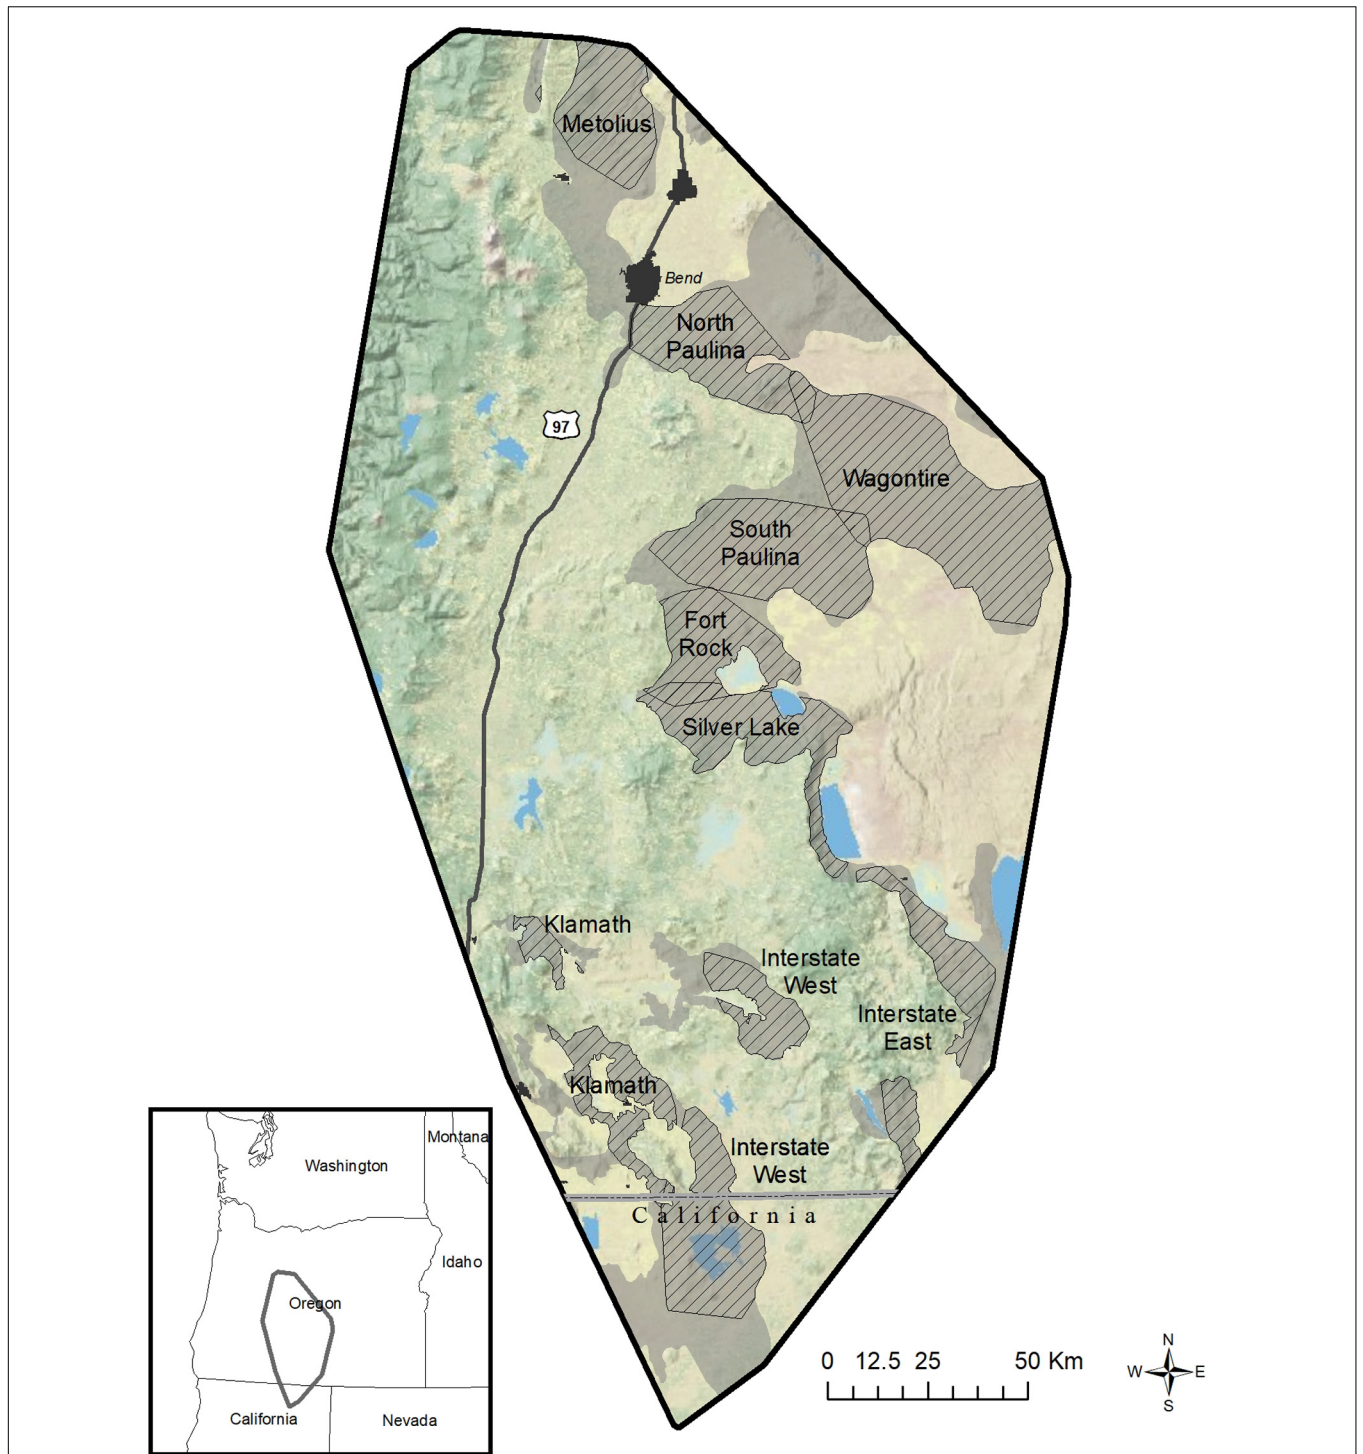 Metolius
Bend
North
Paulina
97
Wagontire
South
Paulina
Fort
Rock
Silver Lake
Klamath
Interstate
West
Interstate
East
Klamath
Interstate
West
California
Montana
Washington
Idaho
Oregon
California
Nevada
0 12.5 25 50 Km
N
W E
S